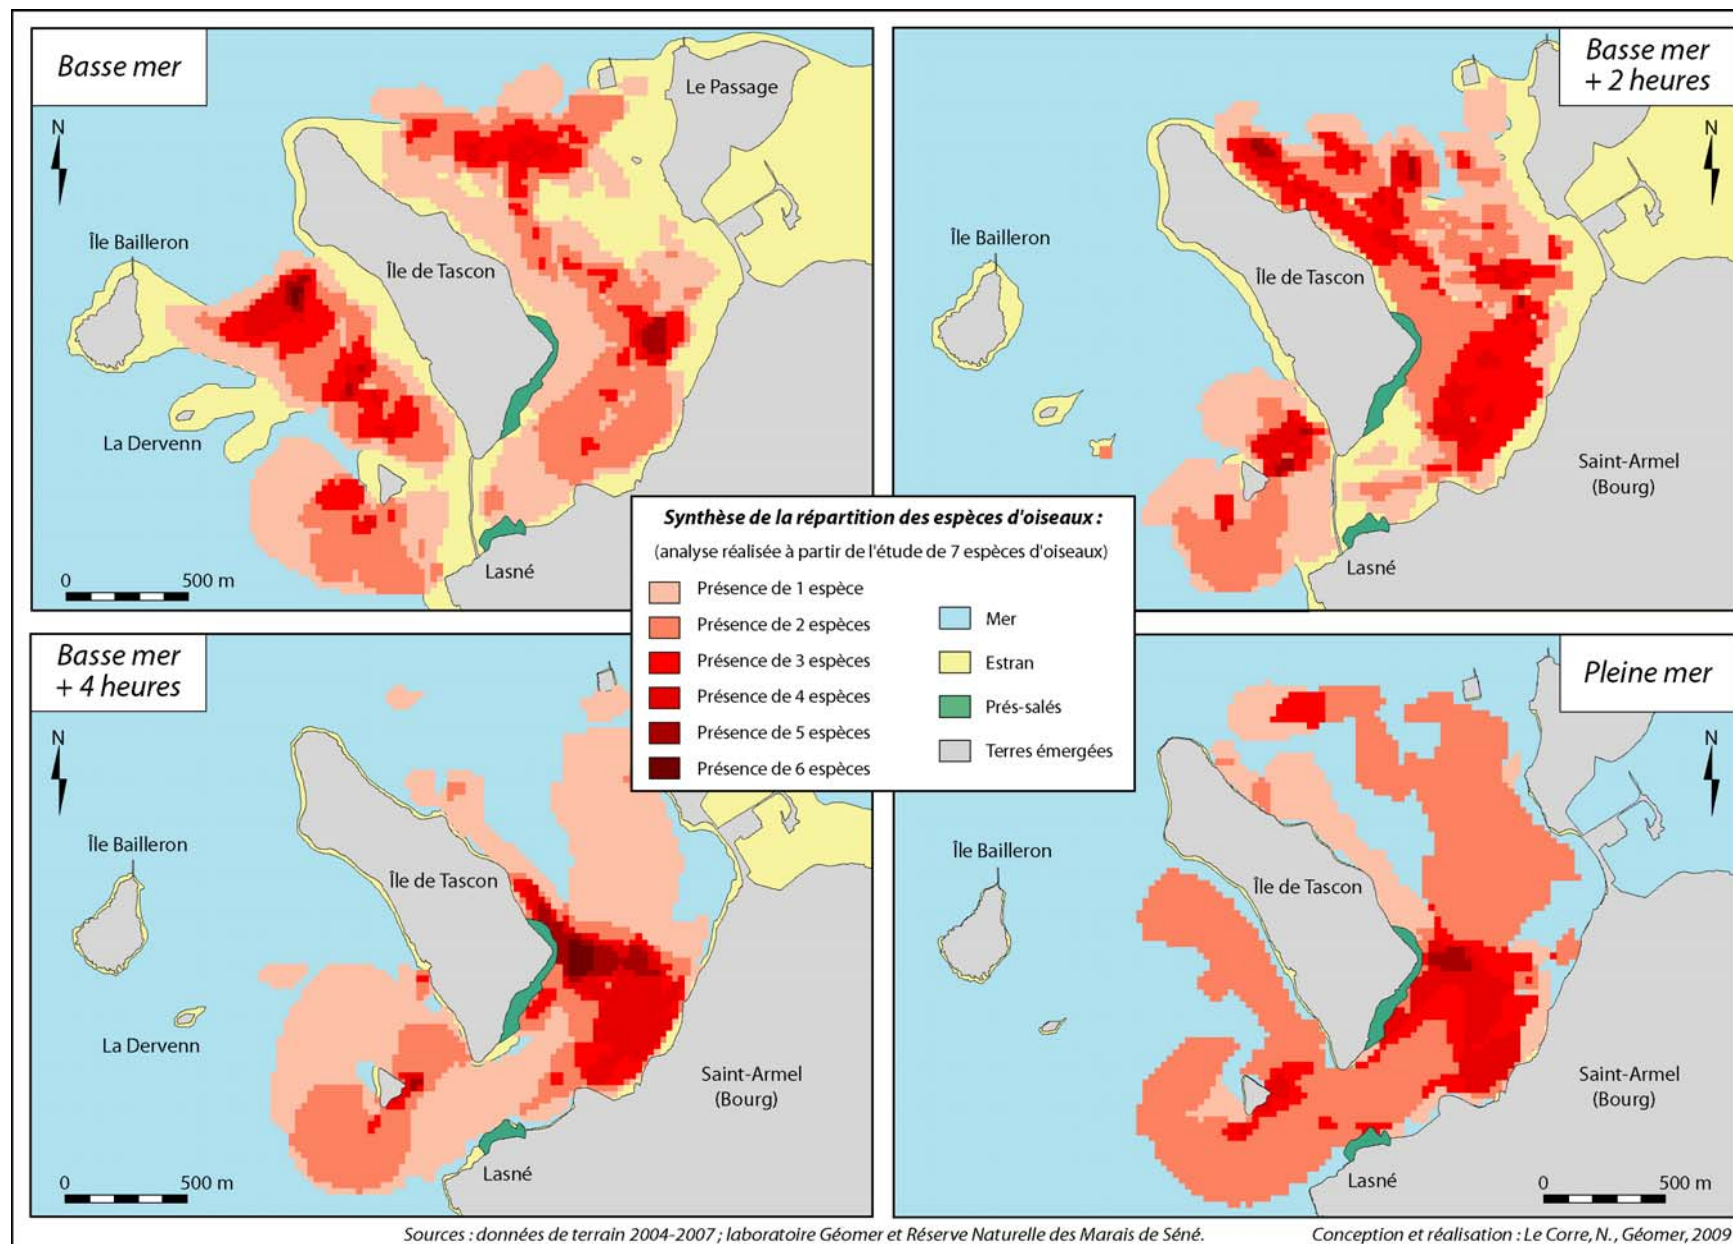 Basse mer
N
Le Passage
Île Bailleron
Île de Tascon
La Dervenn
Lasné
0 500 m
Basse mer
+ 2 heures
N
Île Bailleron
Île de Tascon
Saint-Armel
(Bourg)
Lasné
Synthèse de la répartition des espèces d'oiseaux :
(analyse réalisée à partir de l'étude de 7 espèces d'oiseaux)
Présence de 1 espèce
Présence de 2 espèces
Présence de 3 espèces
Présence de 4 espèces
Présence de 5 espèces
Présence de 6 espèces
Mer
Estran
Prés-salés
Terres émergées
Basse mer
+ 4 heures
N
Île Bailleron
Île de Tascon
La Dervenn
Saint-Armel
(Bourg)
Lasné
0 500 m
Pleine mer
N
Île Bailleron
Île de Tascon
Saint-Armel
(Bourg)
Lasné
0 500 m
Sources : données de terrain 2004-2007 ; laboratoire Géomer et Réserve Naturelle des Marais de Séné.
Conception et réalisation : Le Corre, N., Géomer, 2009